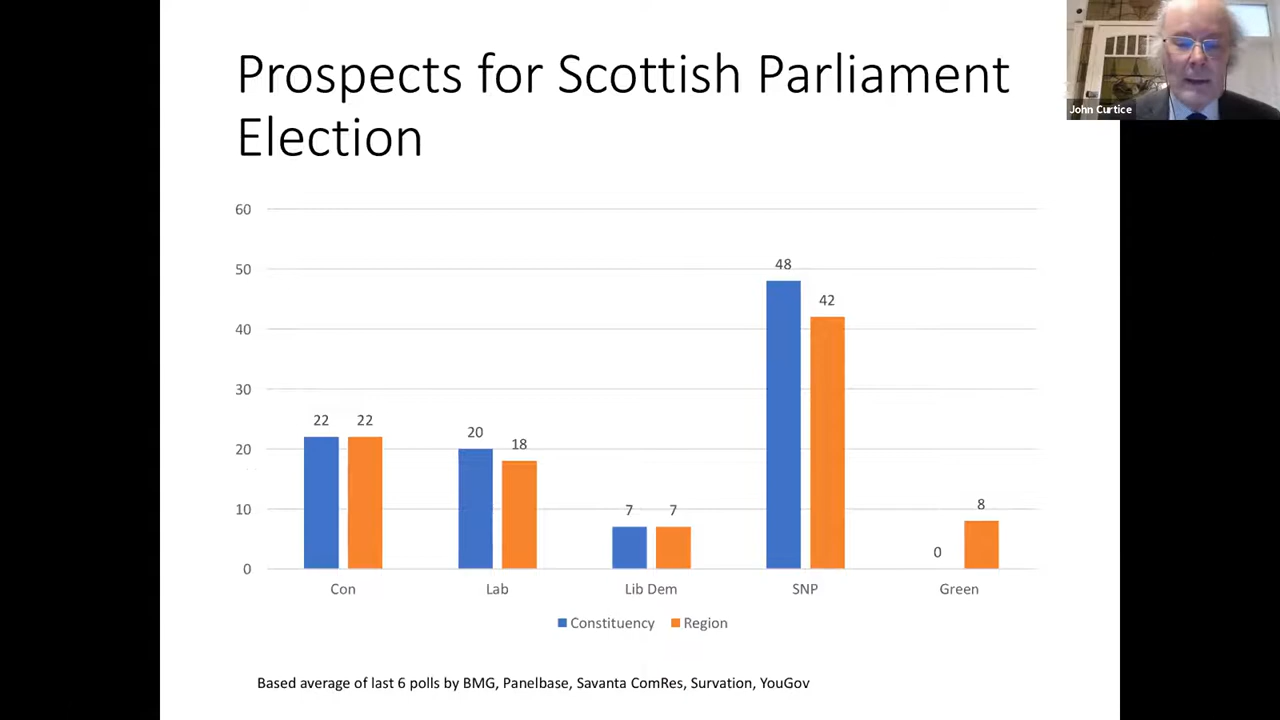 Prospects for Scottish Parliament
Election
John Curtice
60
50
40
30
20
10
0
22
22
20
18
7
7
48
42
0
8
Con
Lab
Lib Dem
SNP
Green
Constituency
Region
Based average of last 6 polls by BMG, Panelbase, Savanta ComRes, Survation, YouGov